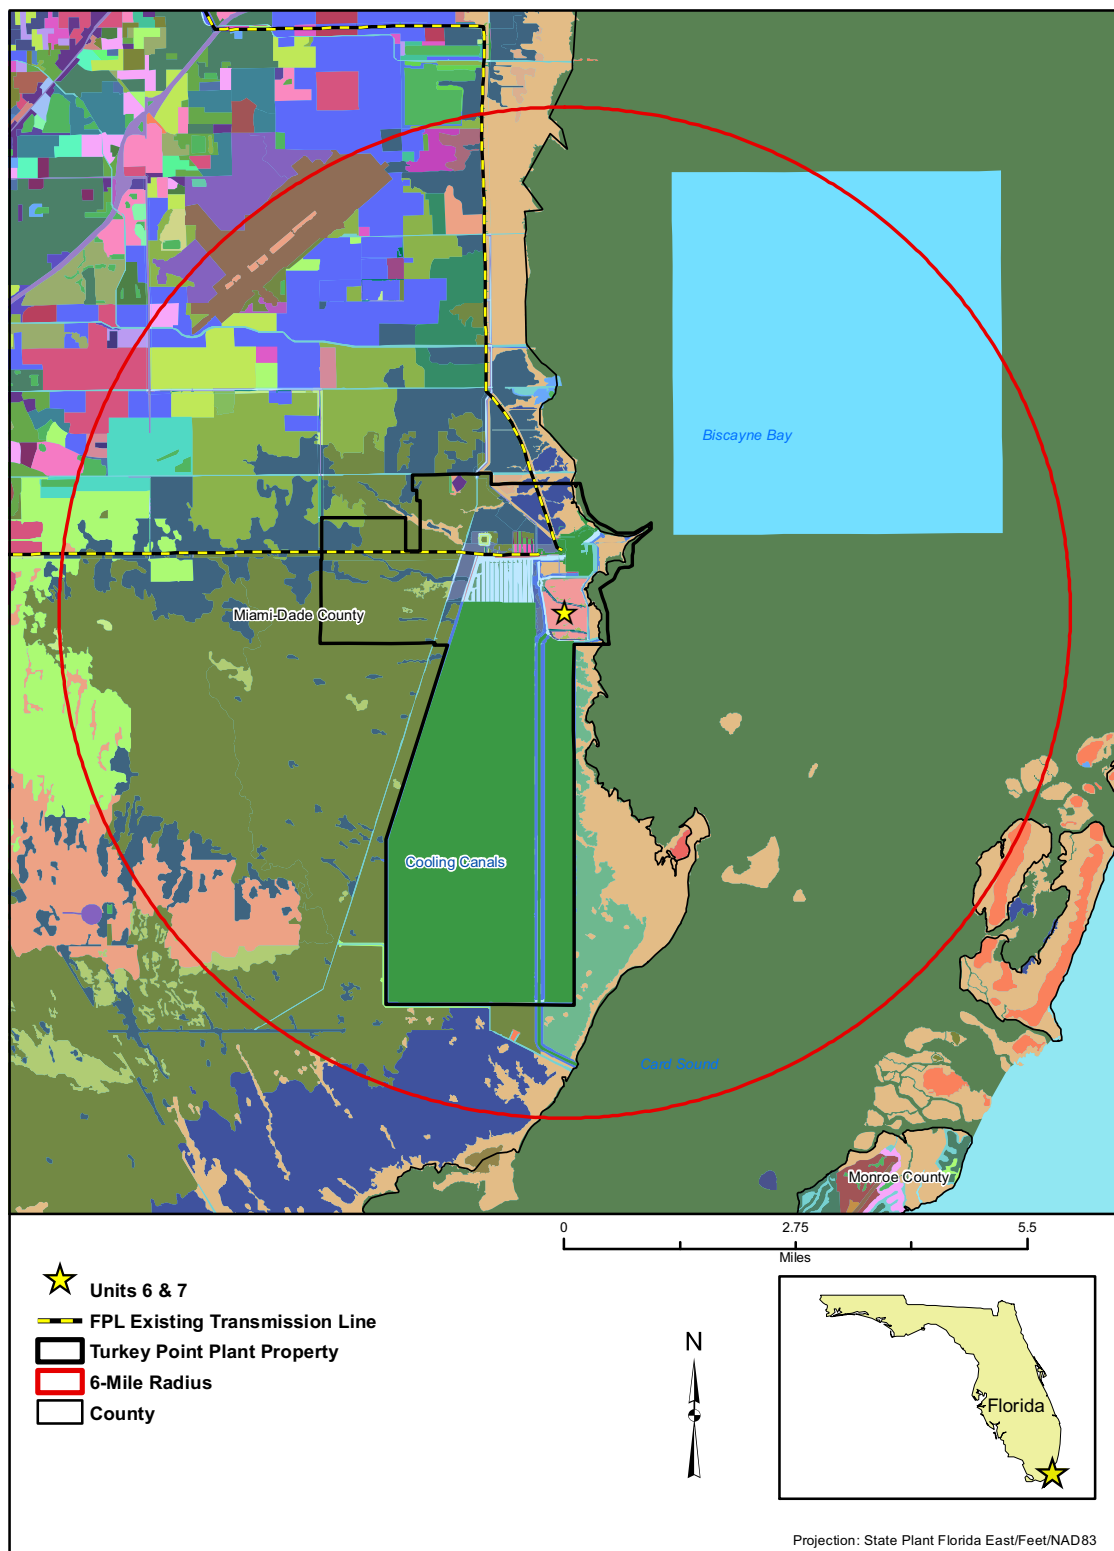 Biscayne Bay
Miami-Dade County
Cooling Canals
Card Sound
Monroe County
0 2.75 5.5
Miles
Units 6 & 7
FPL Existing Transmission Line
Turkey Point Plant Property
6-Mile Radius
County
N
Florida
Projection: State Plant Florida East/Feet/NAD83